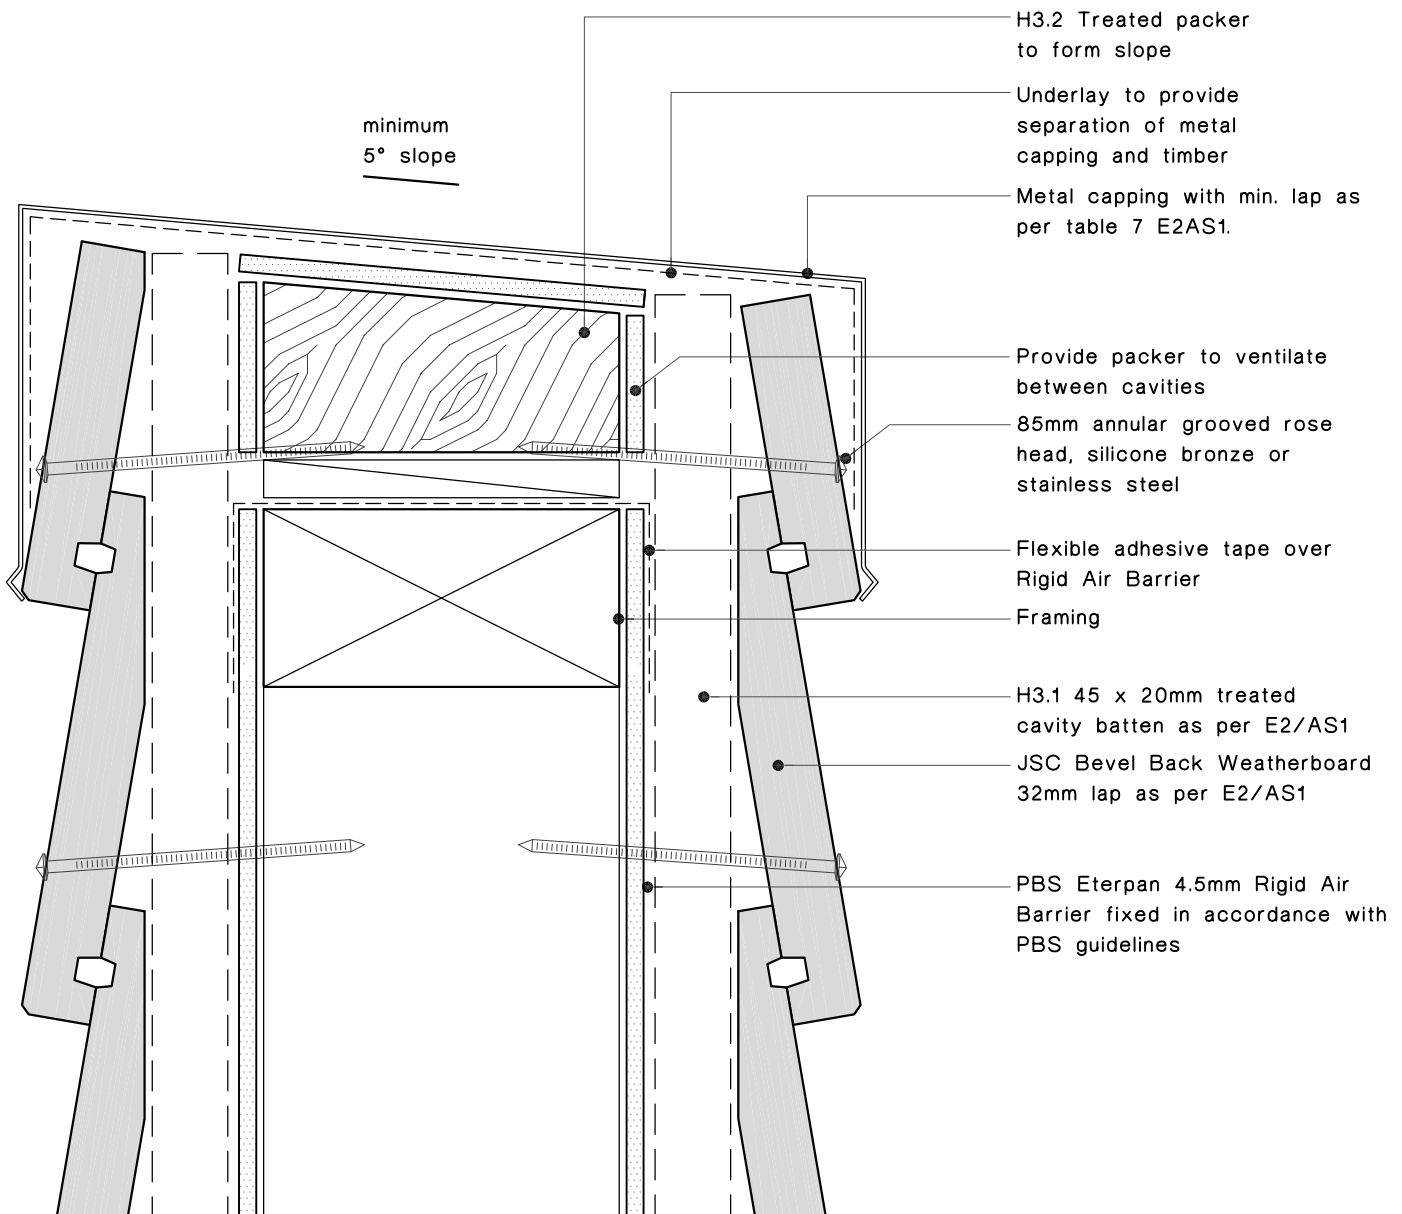 minimum
5° slope
H3.2 Treated packer
to form slope
Underlay to provide
separation of metal
capping and timber
Metal capping with min. lap as
per table 7 E2AS1.
Provide packer to ventilate
between cavities
85mm annular grooved rose
head, silicone bronze or
stainless steel
Flexible adhesive tape over
Rigid Air Barrier
Framing
H3.1 45 x 20mm treated
cavity batten as per E2/AS1
JSC Bevel Back Weatherboard
32mm lap as per E2/AS1
PBS Eterpan 4.5mm Rigid Air
Barrier fixed in accordance with
PBS guidelines